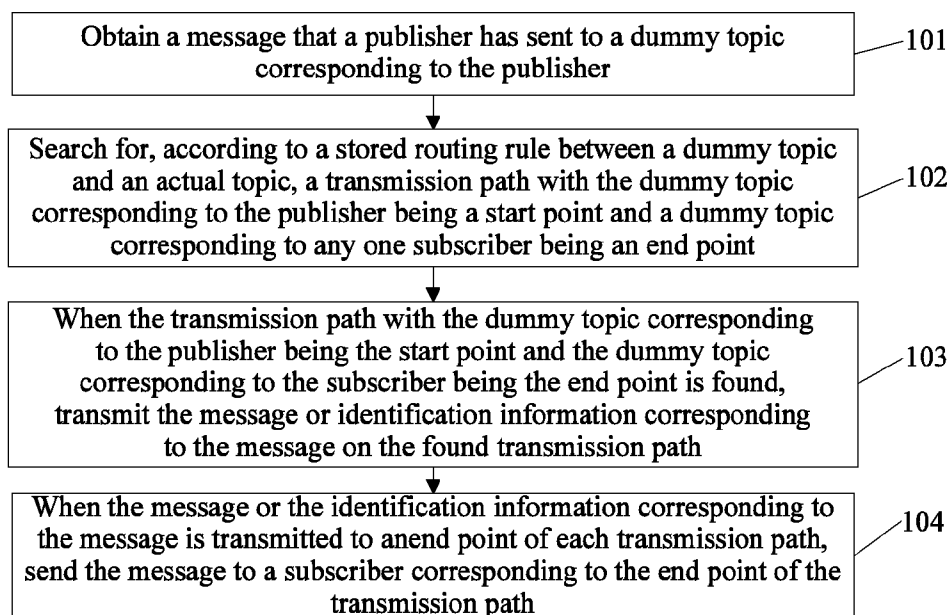 Obtain a message that a publisher has sent to a dummy topic
corresponding to the publisher
101
Search for, according to a stored routing rule between a dummy topic
and an actual topic, a transmission path with the dummy topic
corresponding to the publisher being a start point and a dummy topic
corresponding to any one subscriber being an end point
102
When the transmission path with the dummy topic corresponding
to the publisher being the start point and the dummy topic
corresponding to the subscriber being the end point is found,
transmit the message or identification information corresponding
to the message on the found transmission path
103
When the message or the identification information corresponding to
the message is transmitted to anend point of each transmission path,
send the message to a subscriber corresponding to the end point of the
transmission path
104